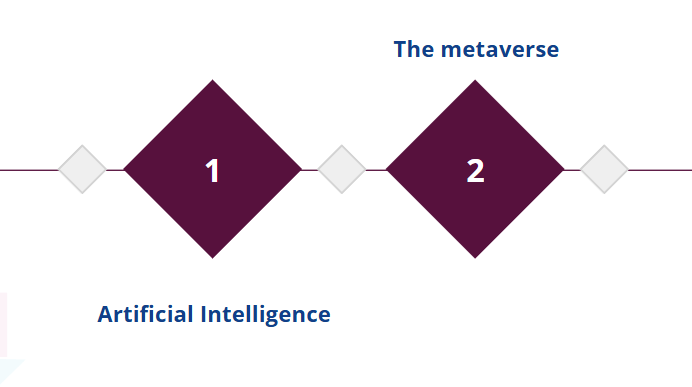 The metaverse
1
2
Artificial Intelligence